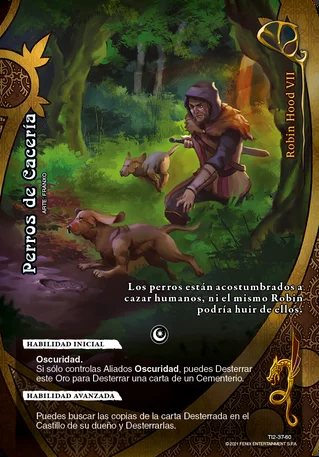 Perros de Cacería
ARTE: FRANKO
Robin Hood VII
Los perros están acostumbrados a
cazar humanos, ni el mismo Robin
podría huir de ellos.
HABILIDAD INICIAL
Oscuridad.
Si sólo controlas Aliados Oscuridad, puedes Desterrar
este Oro para Desterrar una carta de un Cementerio.
HABILIDAD AVANZADA
Puedes buscar las copias de la carta Desterrada en el
Castillo de su dueño y Desterrarlas.
TI2-37-60
©2021 FENIX ENTERTAINMENT S.P.A.